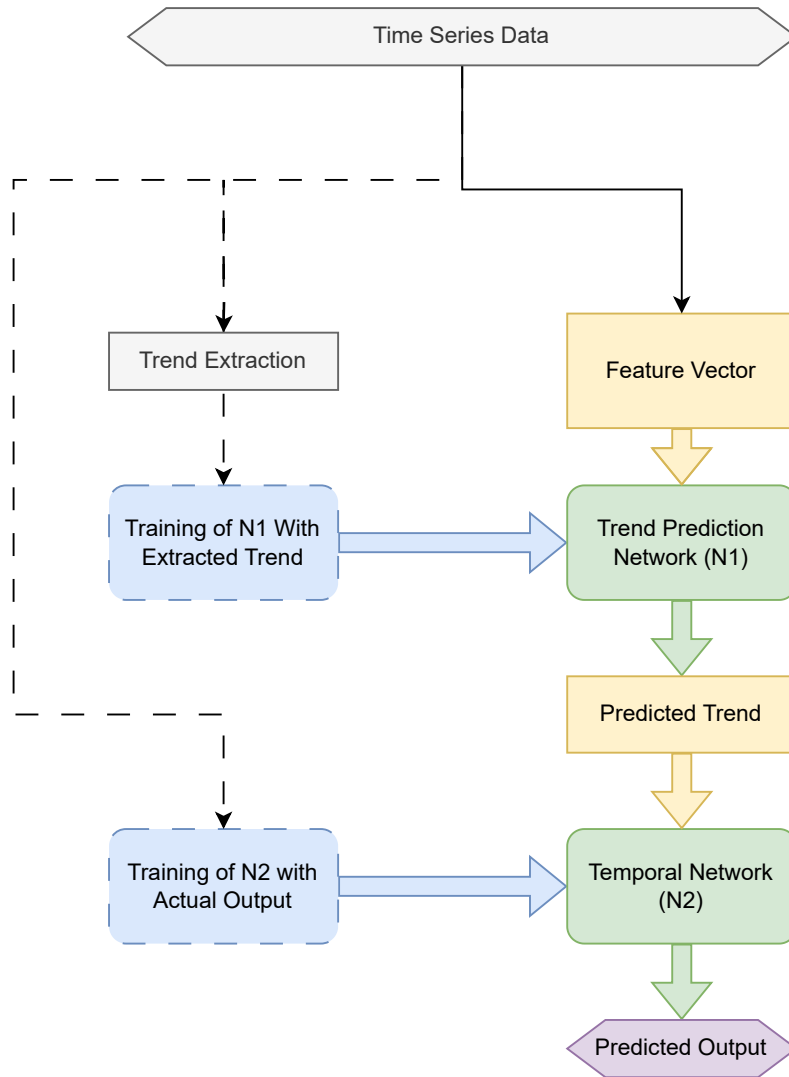 Time Series Data
Trend Extraction
Feature Vector
Training of N1 With
Extracted Trend
Trend Prediction
Network (N1)
Predicted Trend
Training of N2 with
Actual Output
Temporal Network
(N2)
Predicted Output